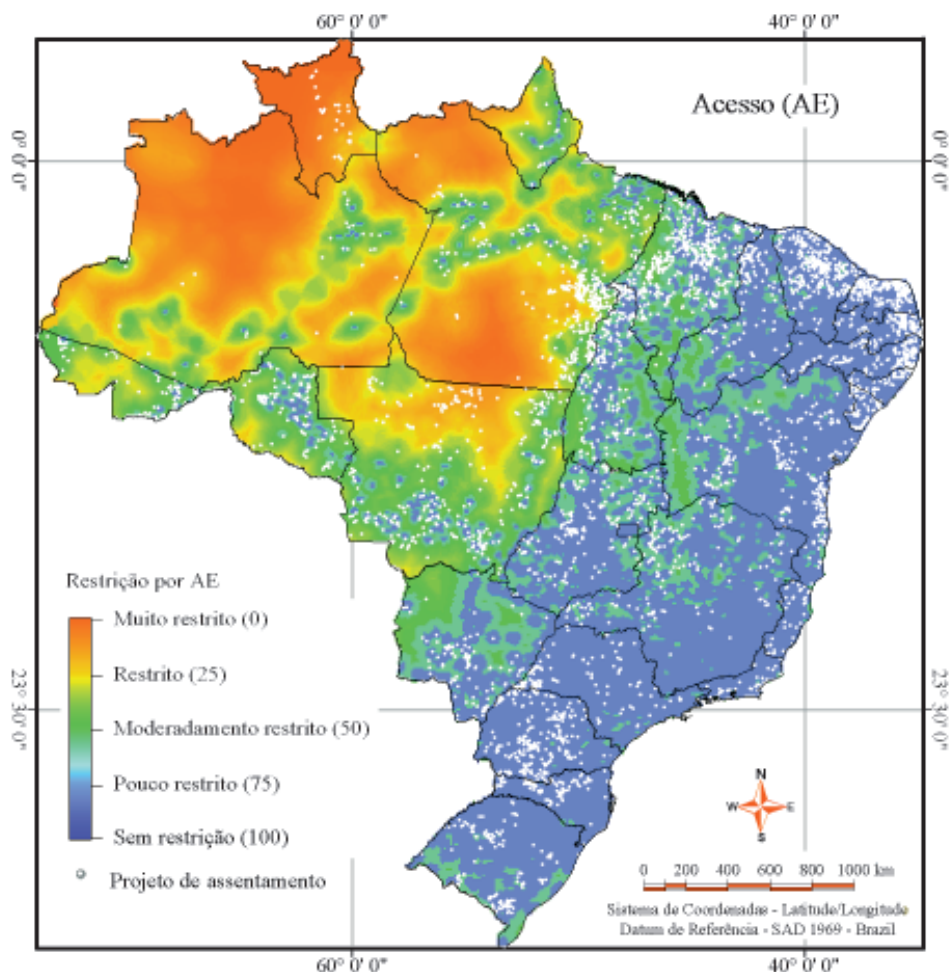 60° 0' 0"
40° 0' 0"
Acesso (AE)
0° 0' 0"
0° 0' 0"
Restrição por AE
Muito restrito (0)
Restrito (25)
Moderadamento restrito (50)
Pouco restrito (75)
Sem restrição (100)
Projeto de assentamento
23° 30' 0"
23° 30' 0"
N
W E
S
0 200 400 600 800 1000 km
Sistema de Coordenadas - Latitude/Longitude
Datum de Referência - SAD 1969 - Brazil
60° 0' 0"
40° 0' 0"